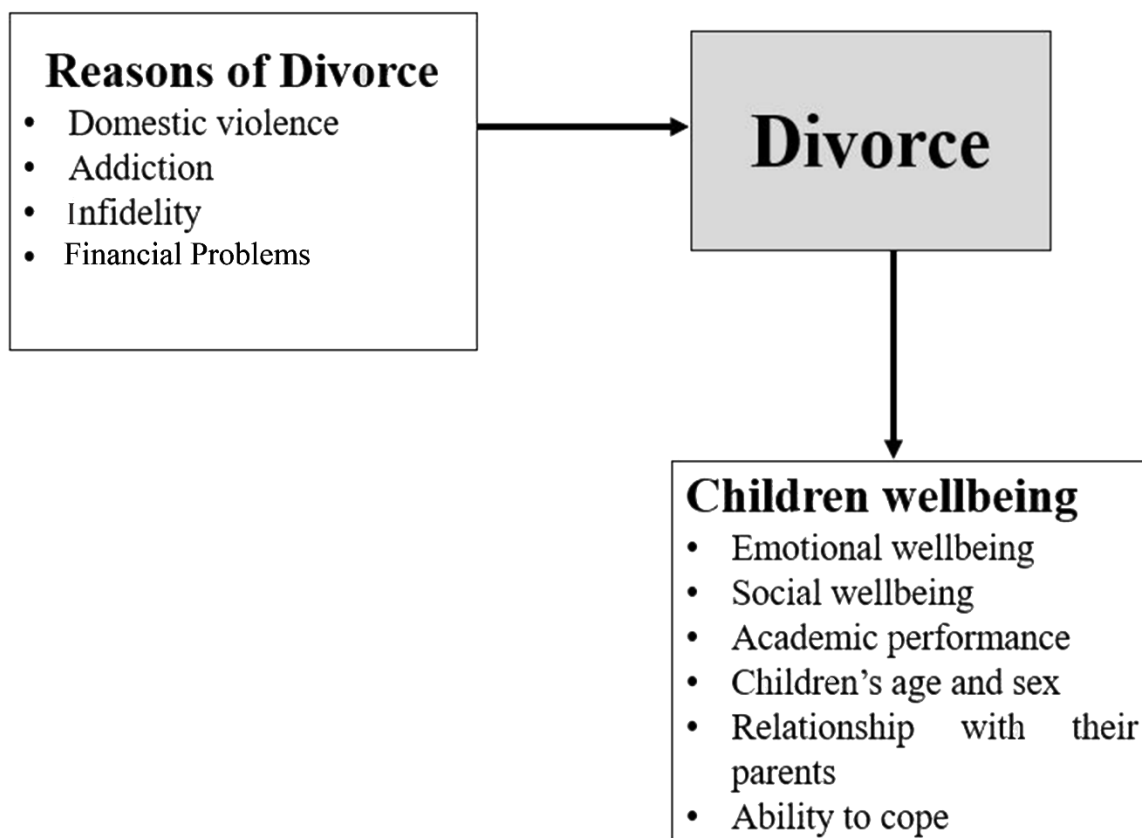 Reasons of Divorce
• Domestic violence
• Addiction
• Infidelity
• Financial Problems
Divorce
Children wellbeing
• Emotional wellbeing
• Social wellbeing
• Academic performance
• Children’s age and sex
• Relationship with their
parents
• Ability to cope